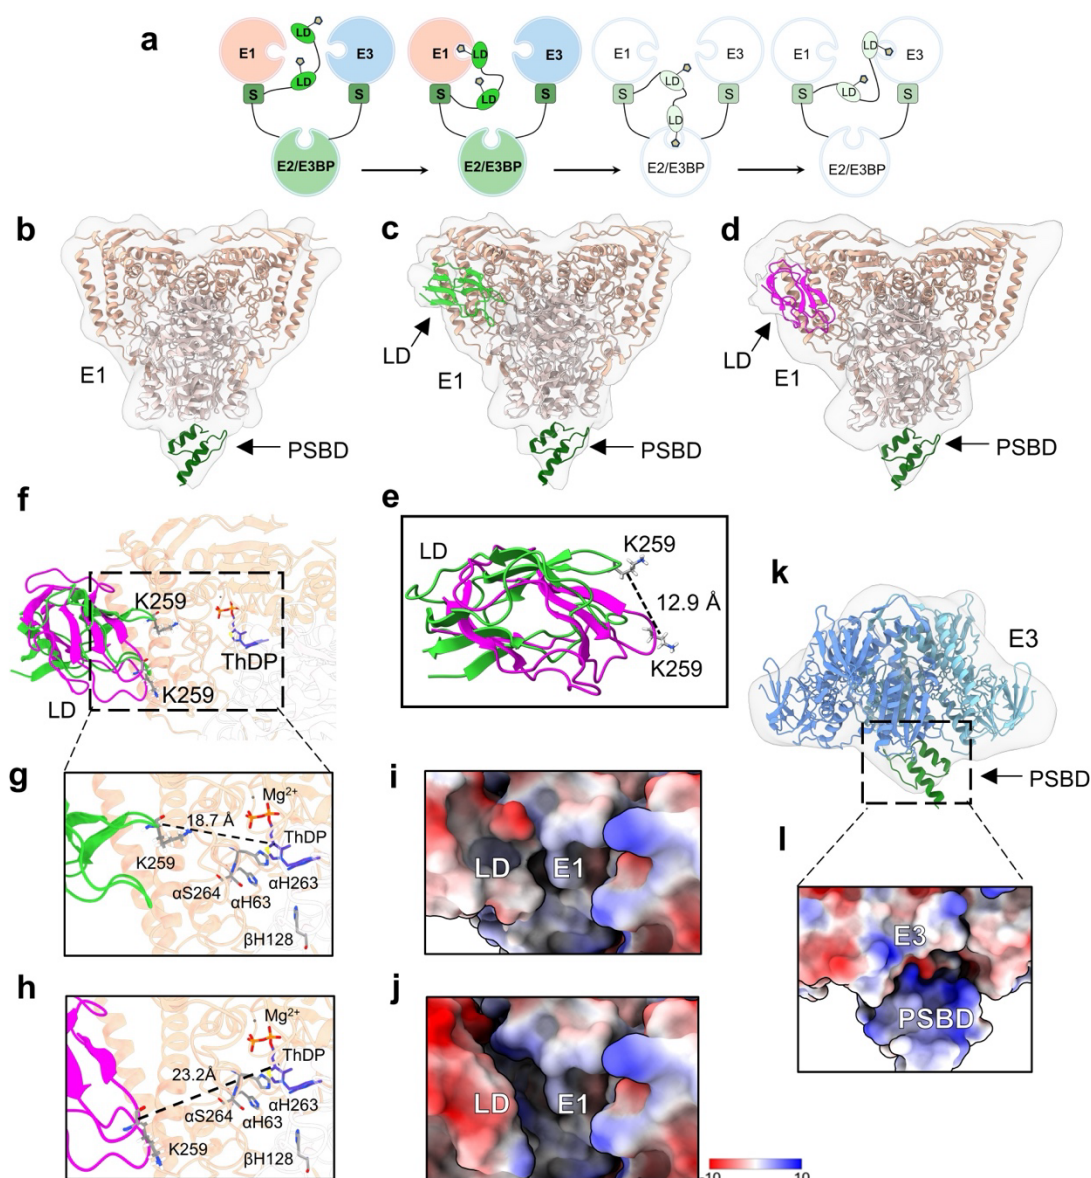 a
LD
E1
E3
LD
S
S
E2/E3BP
E1
LD
E3
LD
S
S
E2/E3BP
E1
E3
LD
S
S
LD
E2/E3BP
E1
LD
E3
LD
S
S
E2/E3BP
b
E1
PSBD
c
LD
E1
PSBD
d
LD
E1
PSBD
f
K259
ThDP
K259
LD
e
LD
K259
12.9 Å
K259
k
E3
PSBD
g
Mg2+
18.7 Å
ThDP
K259
αS264
αH263
αH63
βH128
i
LD
E1
l
E3
PSBD
h
Mg2+
ThDP
23.2Å
αS264
αH263
αH63
K259
βH128
j
LD
E1
-10
10